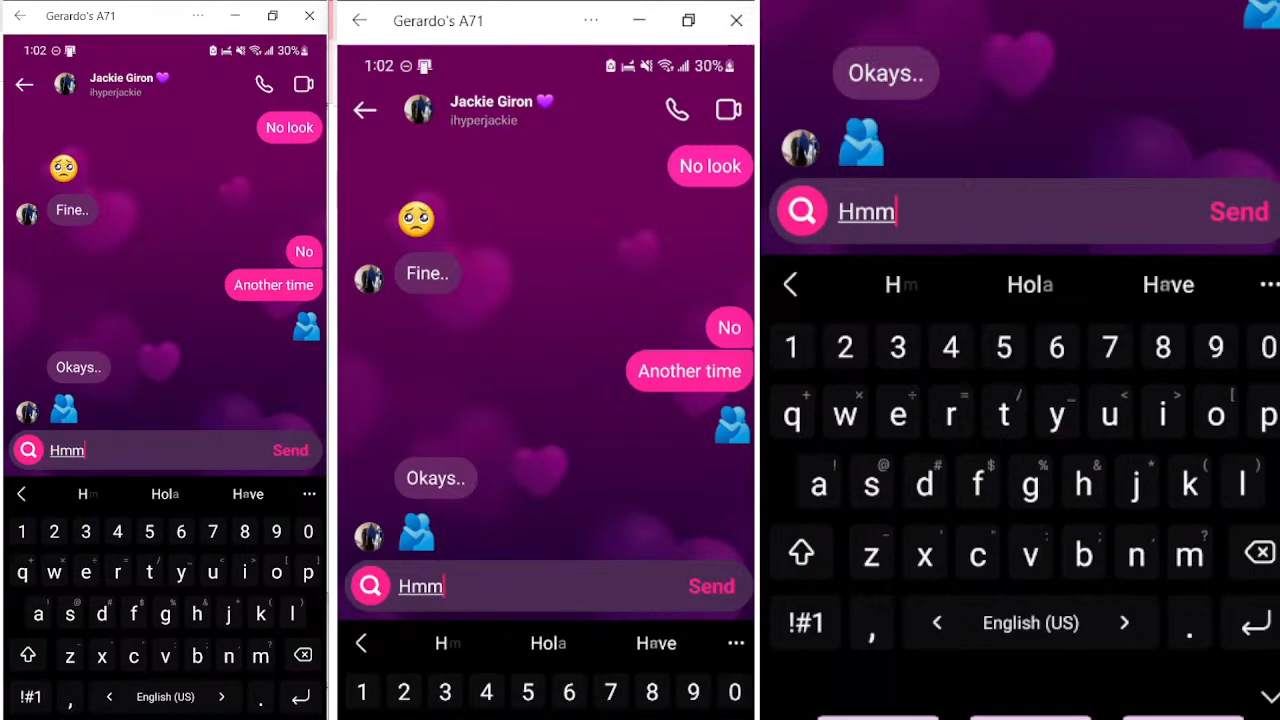 Gerardo's A71
1:02 30%
Jackie Giron 💜
ihyperjackie
No look
🥺
Fine..
No
Another time
🫂
Okays..
🫂
Hmm Send
Hm Hola Have
1 2 3 4 5 6 7 8 9 0
q w e r t y u i o p
a s d f g h j k l
z x c v b n m
!#1 , < English (US) > .
Gerardo's A71
1:02 30%
Jackie Giron 💜
ihyperjackie
No look
🥺
Fine..
No
Another time
🫂
Okays..
🫂
Hmm Send
Hm Hola Have
1 2 3 4 5 6 7 8 9 0
Okays..
🫂
Hmm Send
Hm Hola Have
1 2 3 4 5 6 7 8 9 0
q w e r t y u i o p
a s d f g h j k l
z x c v b n m
!#1 , < English (US) > .